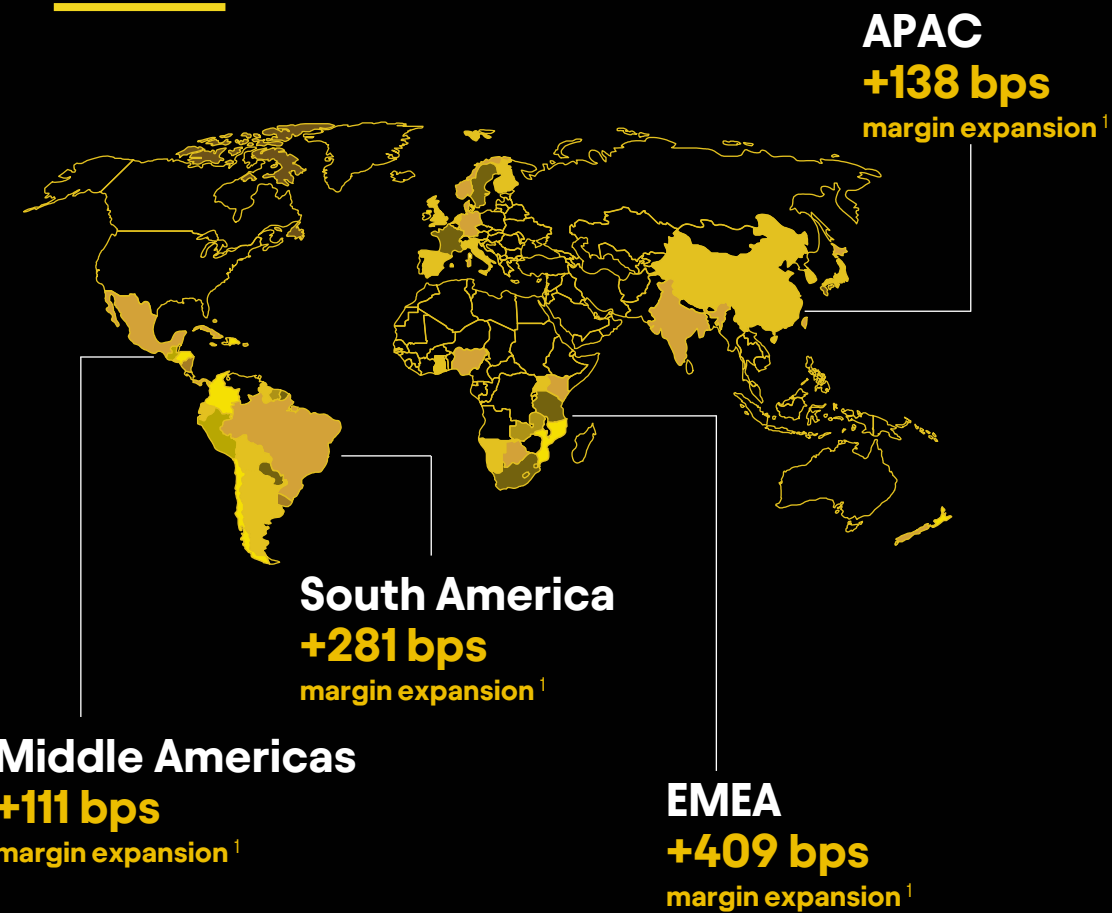 APAC
+138 bps
margin expansion 1
South America
+281 bps
margin expansion 1
Middle Americas
+111 bps
margin expansion 1
EMEA
+409 bps
margin expansion 1